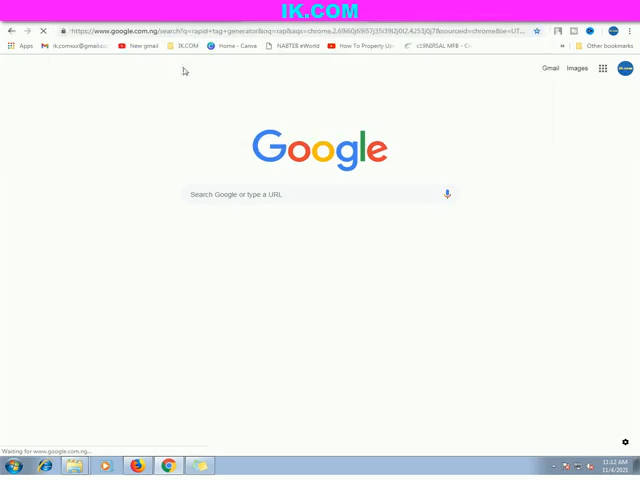 IK.COM
https://www.google.com.ng/search?q=rapid+tag+generator&oq=rap&aqs=chrome.2.69i60j69i57j35i39l2j0l2.4253j0j7&sourceid=chrome&ie=UT...
Apps ik.comxx@gmail.co... New gmail IK.COM Home - Canva NABTEB eWorld How To Properly Us... Other bookmarks
Gmail Images
Google
Search Google or type a URL
Waiting for www.google.com.ng...
11:12 AM
11/4/2021